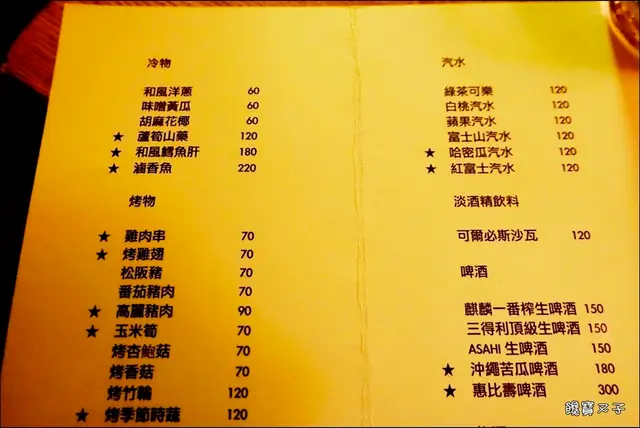 冷物
和風洋蔥 60
味噌黃瓜 60
胡麻花椰 60
★ 蘆筍山藥 120
★ 和風鱈魚肝 180
★ 滷香魚 220
烤物
★ 雞肉串 70
★ 烤雞翅 70
松阪豬 70
番茄豬肉 70
★ 高麗豬肉 90
★ 玉米筍 70
烤杏鮑菇 70
烤香菇 70
烤竹輪 120
★ 烤季節時蔬 120
汽水
綠茶可樂 120
白桃汽水 120
蘋果汽水 120
富士山汽水 120
★ 哈密瓜汽水 120
★ 紅富士汽水 120
淡酒精飲料
可爾必斯沙瓦 120
啤酒
麒麟一番榨生啤酒 150
三得利頂級生啤酒 150
ASAHI 生啤酒 150
★ 沖繩苦瓜啤酒 180
★ 惠比壽啤酒 300
饞寶又子